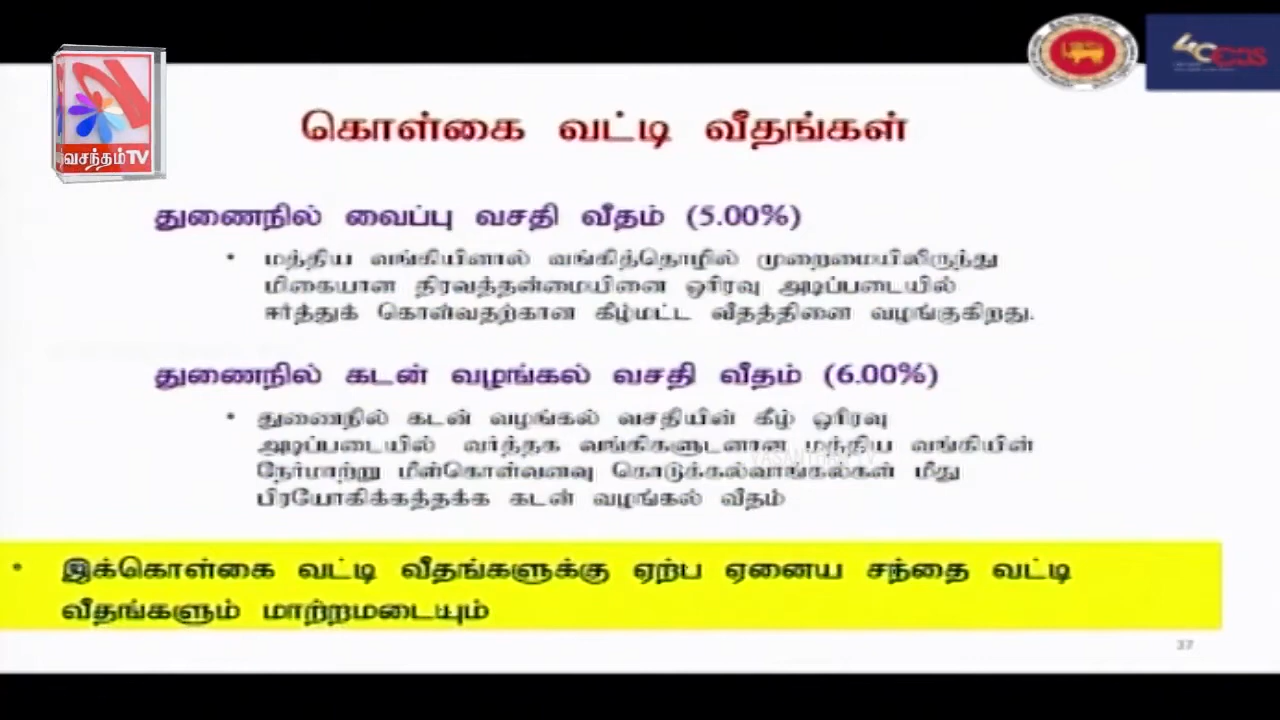 வசந்தம்TV
கொள்கை வட்டி வீதங்கள்
துணைநில் வைப்பு வசதி வீதம் (5.00%)
• மத்திய வங்கியினால் வங்கித்தொழில் முறைமையிலிருந்து
மிகையான திரவத்தன்மையினை ஓரிரவு அடிப்படையில்
ஈர்த்துக் கொள்வதற்கான கீழ்மட்ட வீதத்தினை வழங்குகிறது.
துணைநில் கடன் வழங்கல் வசதி வீதம் (6.00%)
• துணைநில் கடன் வழங்கல் வசதியின் கீழ் ஓரிரவு
அடிப்படையில் வர்த்தக வங்கிகளுடனான மத்திய வங்கியின்
நேர்மாற்று மீள்கொள்வனவு கொடுக்கல்வாங்கல்கள் மீது
பிரயோகிக்கத்தக்க கடன் வழங்கல் வீதம்
• இக்கொள்கை வட்டி வீதங்களுக்கு ஏற்ப ஏனைய சந்தை வட்டி
வீதங்களும் மாற்றமடையும்
37